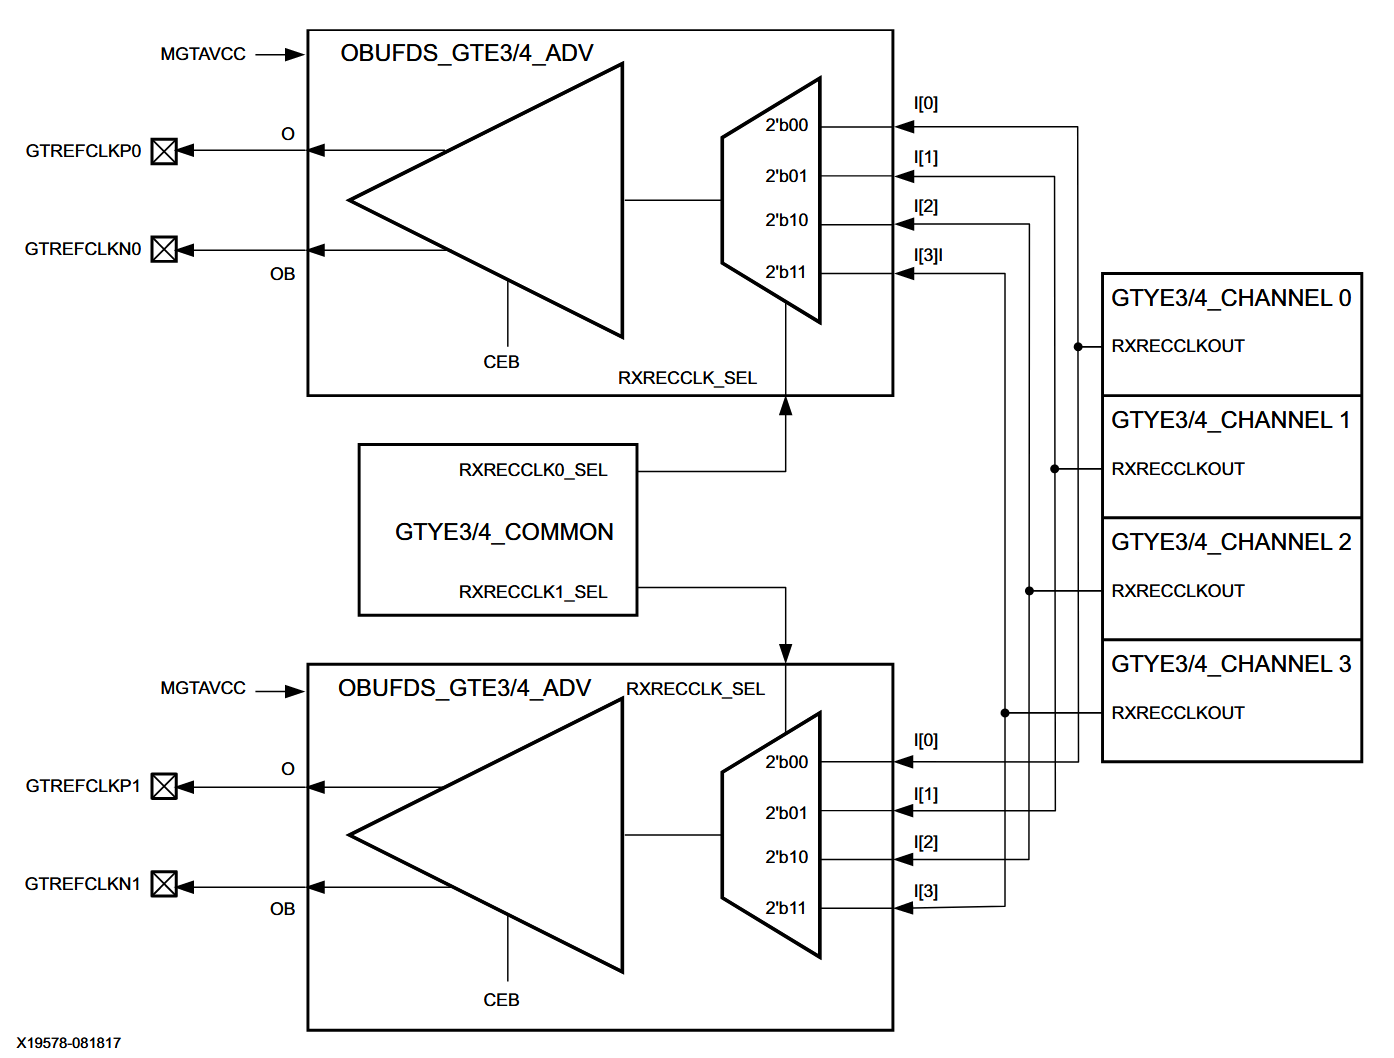 MGTAVCC
OBUFDS_GTE3/4_ADV
GTREFCLKP0
O
GTREFCLKN0
OB
CEB
2'b00
2'b01
2'b10
2'b11
I[0]
I[1]
I[2]
I[3]I
RXRECCLK_SEL
RXRECCLK0_SEL
GTYE3/4_COMMON
RXRECCLK1_SEL
GTYE3/4_CHANNEL 0
RXRECCLKOUT
GTYE3/4_CHANNEL 1
RXRECCLKOUT
GTYE3/4_CHANNEL 2
RXRECCLKOUT
GTYE3/4_CHANNEL 3
RXRECCLKOUT
MGTAVCC
OBUFDS_GTE3/4_ADV
RXRECCLK_SEL
GTREFCLKP1
O
GTREFCLKN1
OB
CEB
2'b00
2'b01
2'b10
2'b11
I[0]
I[1]
I[2]
I[3]
X19578-081817